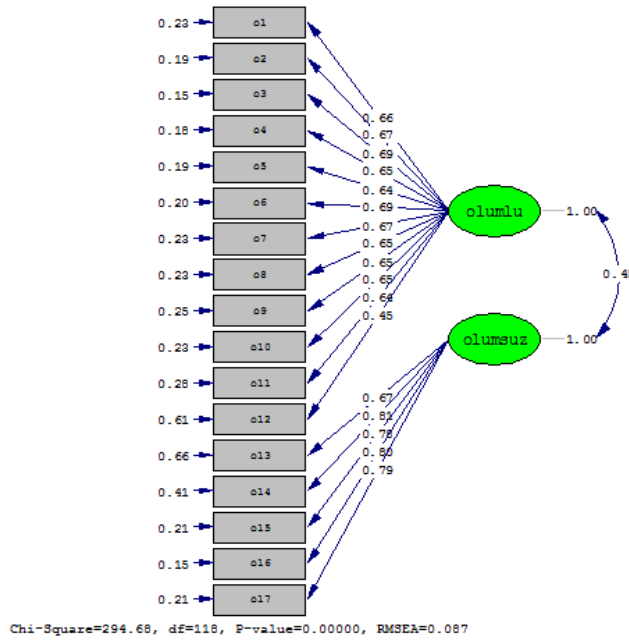 0.23 o1
0.19 o2
0.15 o3
0.18 o4
0.19 o5
0.20 o6
0.23 o7
0.23 o8
0.25 o9
0.23 o10
0.28 o11
0.61 o12
0.66 o13
0.41 o14
0.21 o15
0.15 o16
0.21 o17
0.66
0.67
0.69
0.65
0.64
0.69
0.67
0.65
0.65
0.65
0.64
0.45
0.67
0.81
0.80
0.79
olumlu 1.00
olumsuz 1.00
Chi-Square=294.68, df=118, P-value=0.00000, RMSEA=0.087